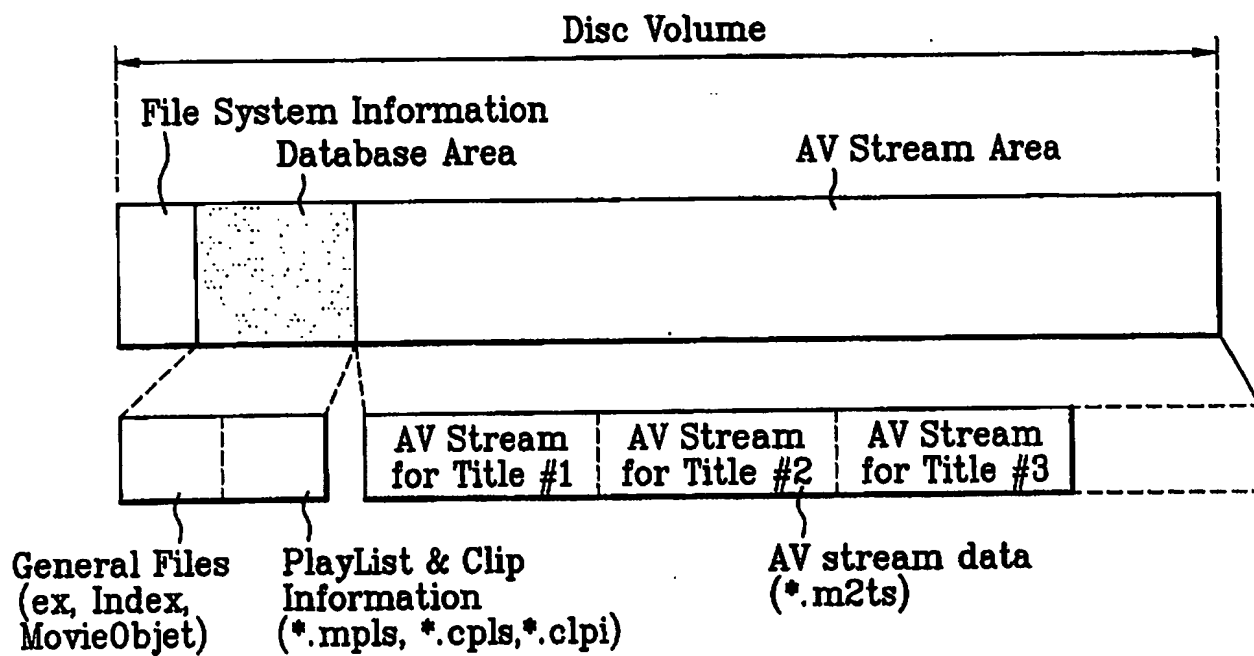 Disc Volume
File System Information
Database Area
AV Stream Area
AV Stream
for Title #1
AV Stream
for Title #2
AV Stream
for Title #3
General Files
(ex, Index,
MovieObjet)
PlayList & Clip
Information
(*.mpls, *.cpls,*.clpi)
AV stream data
(*.m2ts)